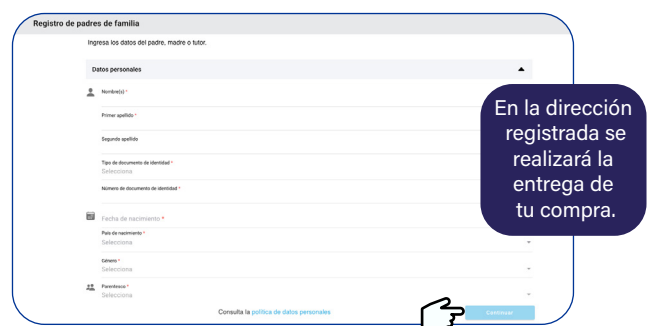 Registro de padres de familia
Ingresa los datos del padre, madre o tutor.
Datos personales
Nombre(s) *
Primer apellido *
Segundo apellido
Tipo de documento de identidad *
Selecciona
Número de documento de identidad *
Fecha de nacimiento *
País de nacimiento *
Selecciona
Género *
Selecciona
Parentesco *
Selecciona
Consulta la política de datos personales
Continuar
En la dirección
registrada se
realizará la
entrega de
tu compra.